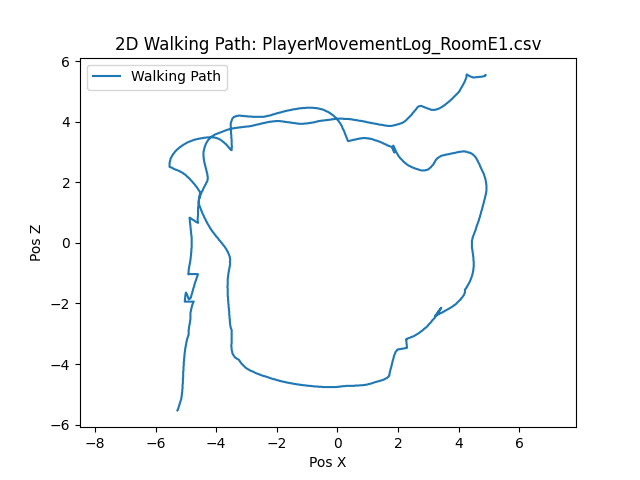 2D Walking Path: PlayerMovementLog_RoomE1.csv
Walking Path
6
4
2
0
−2
−4
−6
Pos Z
−8 −6 −4 −2 0 2 4 6
Pos X